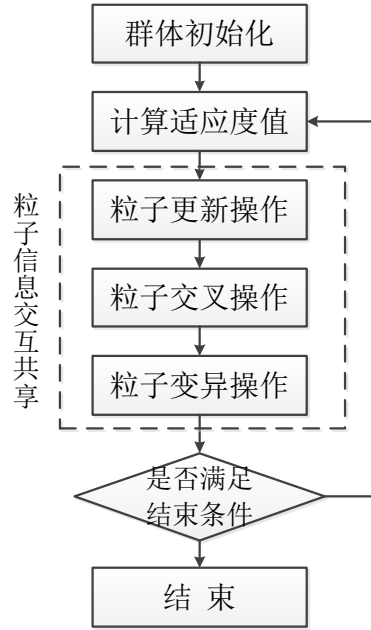 群体初始化
计算适应度值
粒子信息交互共享
粒子更新操作
粒子交叉操作
粒子变异操作
是否满足
结束条件
结 束